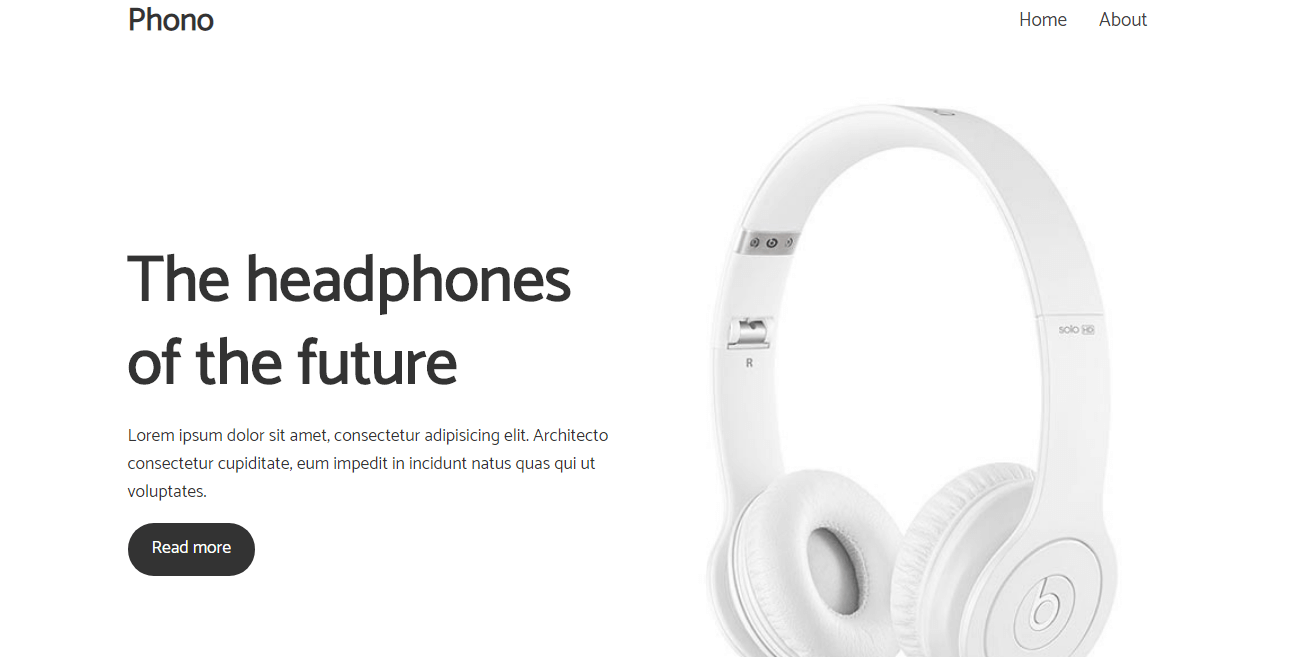 Phono
Home About
The headphones
of the future
Lorem ipsum dolor sit amet, consectetur adipisicing elit. Architecto
consectetur cupiditate, eum impedit in incidunt natus quas qui ut
voluptates.
Read more
solo HD
R